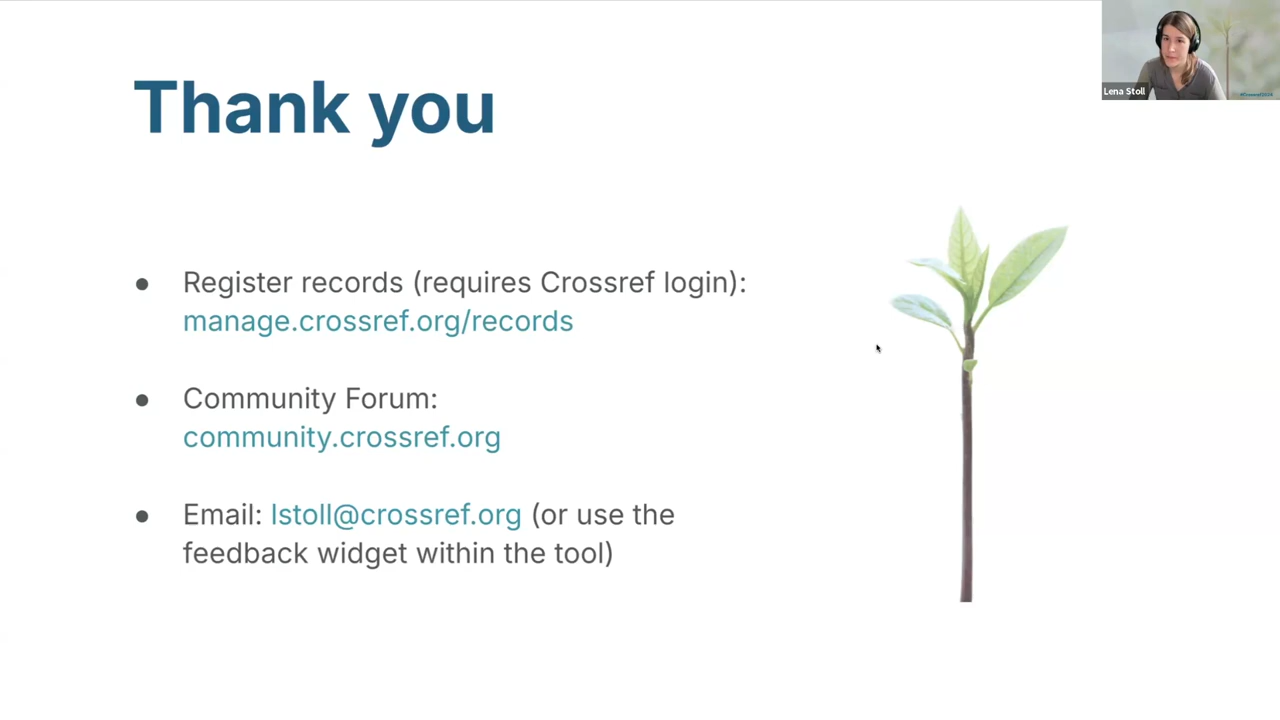 Thank you
Lena Stoll
● Register records (requires Crossref login):
manage.crossref.org/records
● Community Forum:
community.crossref.org
● Email: lstoll@crossref.org (or use the
feedback widget within the tool)